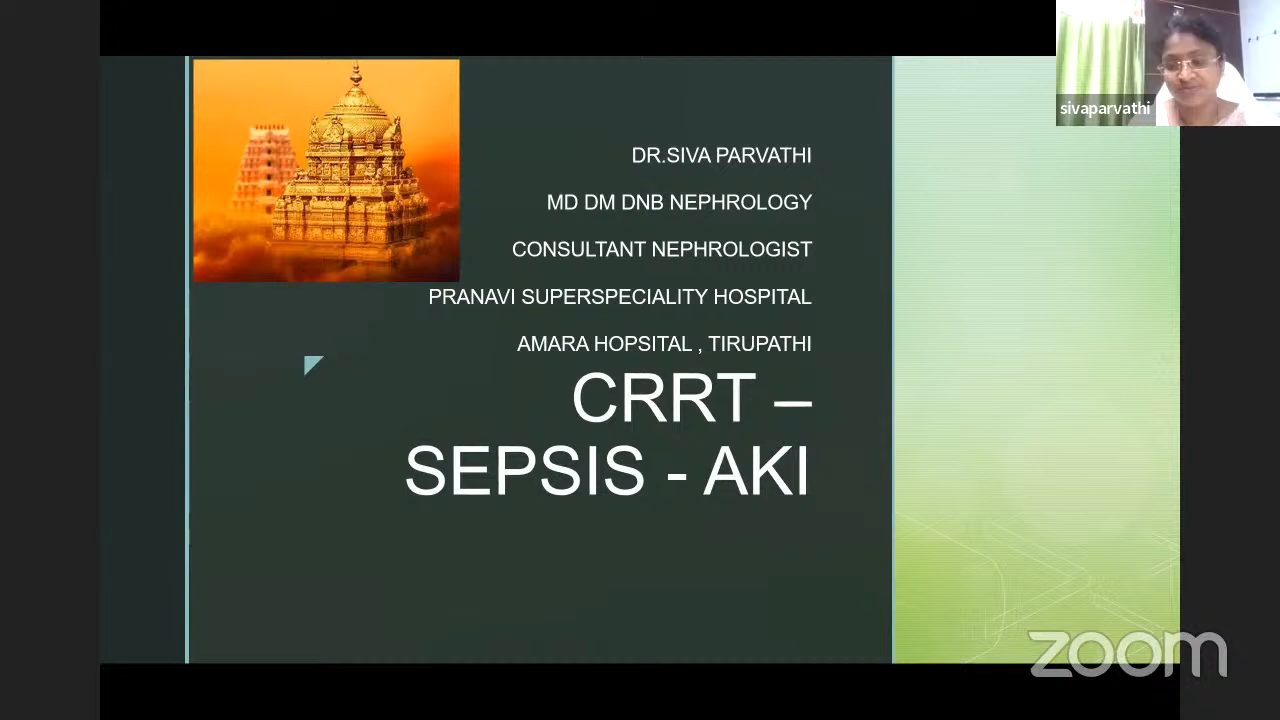 sivaparvathi
DR.SIVA PARVATHI
MD DM DNB NEPHROLOGY
CONSULTANT NEPHROLOGIST
PRANAVI SUPERSPECIALITY HOSPITAL
AMARA HOPSITAL , TIRUPATHI
CRRT –
SEPSIS - AKI
zoom